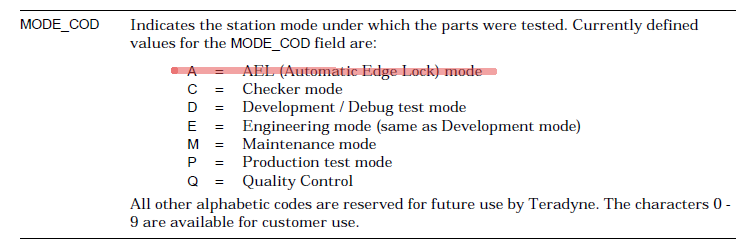 MODE_COD Indicates the station mode under which the parts were tested. Currently defined
values for the MODE_COD field are:
A = AEL (Automatic Edge Lock) mode
C = Checker mode
D = Development / Debug test mode
E = Engineering mode (same as Development mode)
M = Maintenance mode
P = Production test mode
Q = Quality Control
All other alphabetic codes are reserved for future use by Teradyne. The characters 0 -
9 are available for customer use.